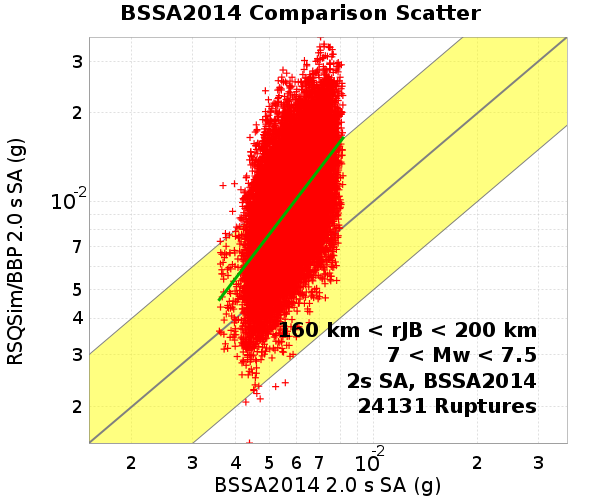 BSSA2014 Comparison Scatter
RSQSim/BBP 2.0 s SA (g)
3
2
10-2
7
5
4
3
2
160 km < rJB < 200 km
7 < Mw < 7.5
2s SA, BSSA2014
24131 Ruptures
2 3 4 5 6 7 10-2 2 3
BSSA2014 2.0 s SA (g)